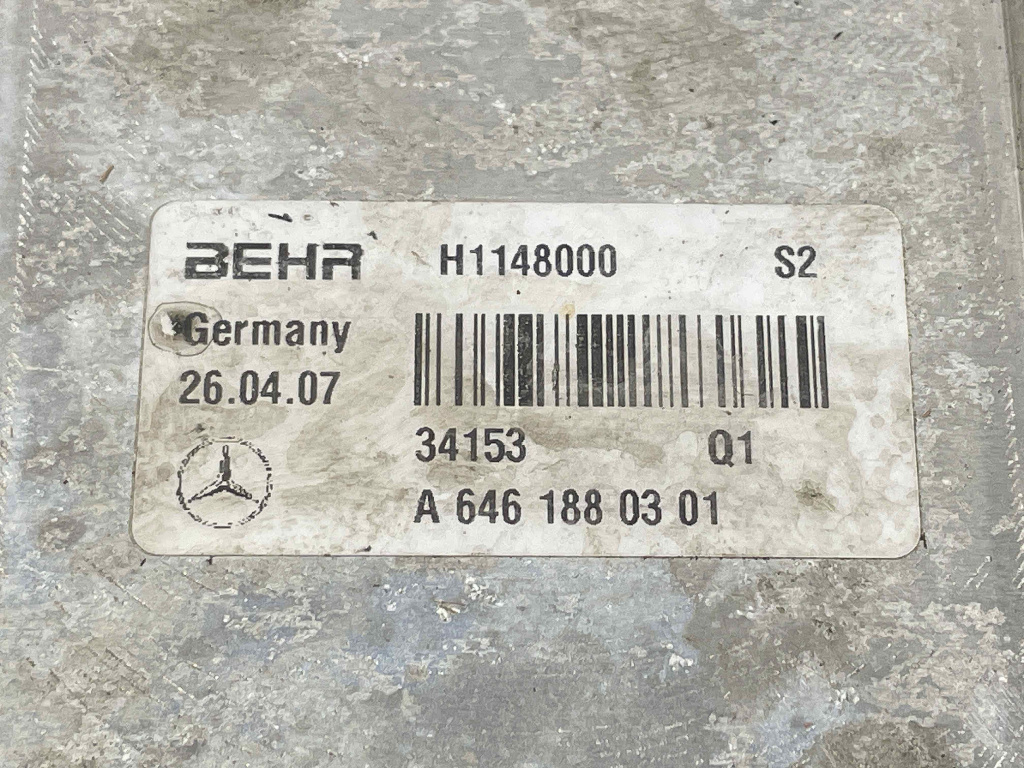 BEHR H1148000 S2
Germany
26.04.07
34153 Q1
A 646 188 03 01